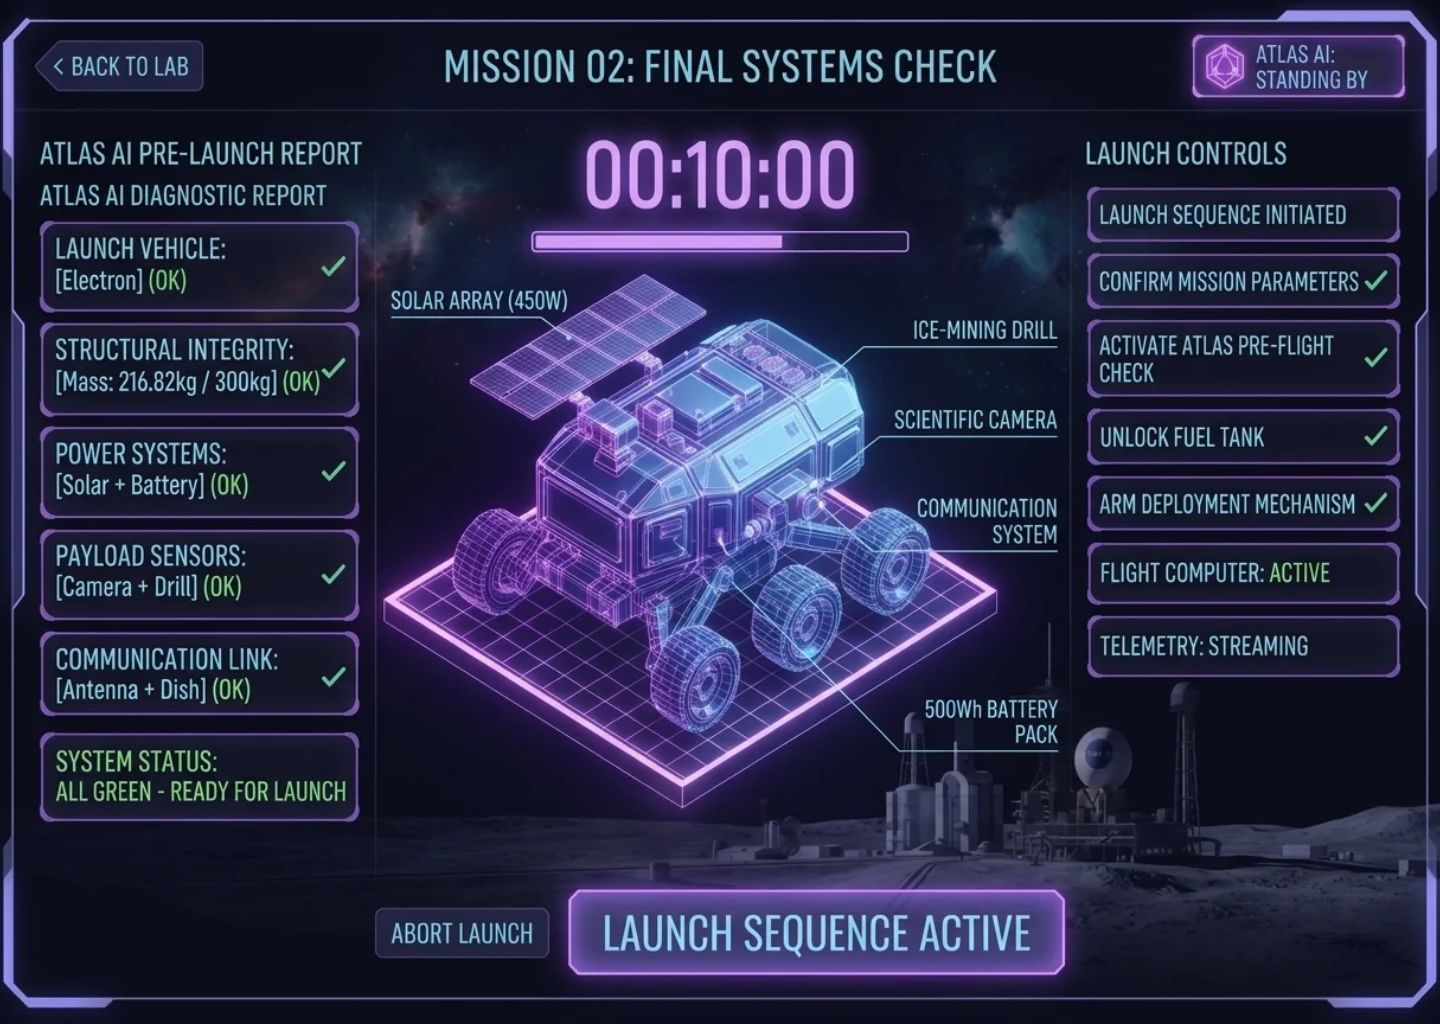 < BACK TO LAB
MISSION 02: FINAL SYSTEMS CHECK
ATLAS AI:
STANDING BY
ATLAS AI PRE-LAUNCH REPORT
ATLAS AI DIAGNOSTIC REPORT
LAUNCH VEHICLE:
[Electron] (OK)
STRUCTURAL INTEGRITY:
[Mass: 216.82kg / 300kg] (OK)
POWER SYSTEMS:
[Solar + Battery] (OK)
PAYLOAD SENSORS:
[Camera + Drill] (OK)
COMMUNICATION LINK:
[Antenna + Dish] (OK)
SYSTEM STATUS:
ALL GREEN - READY FOR LAUNCH
00:10:00
SOLAR ARRAY (450W)
ICE-MINING DRILL
SCIENTIFIC CAMERA
COMMUNICATION
SYSTEM
500Wh BATTERY
PACK
LAUNCH CONTROLS
LAUNCH SEQUENCE INITIATED
CONFIRM MISSION PARAMETERS
ACTIVATE ATLAS PRE-FLIGHT
CHECK
UNLOCK FUEL TANK
ARM DEPLOYMENT MECHANISM
FLIGHT COMPUTER: ACTIVE
TELEMETRY: STREAMING
ABORT LAUNCH
LAUNCH SEQUENCE ACTIVE